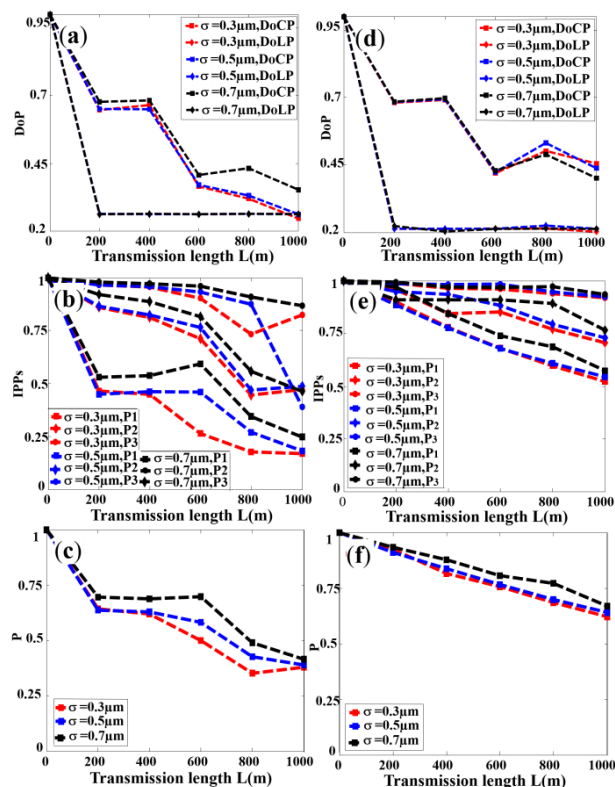 (a)
σ=0.3μm,DoCP
σ=0.3μm,DoLP
σ=0.5μm,DoCP
σ=0.5μm,DoLP
σ=0.7μm,DoCP
σ=0.7μm,DoLP
0.95
0.7
0.45
0.2
DoP
0 200 400 600 800 1000
Transmission length L(m)
(d)
σ=0.3μm,DoCP
σ=0.3μm,DoLP
σ=0.5μm,DoCP
σ=0.5μm,DoLP
σ=0.7μm,DoCP
σ=0.7μm,DoLP
0.95
0.7
0.45
0.2
DoP
0 200 400 600 800 1000
Transmission length L(m)
(b)
1
0.75
0.5
0.25
0
IPPs
σ=0.3μm,P1
σ=0.3μm,P2
σ=0.3μm,P3
σ=0.5μm,P1
σ=0.5μm,P2
σ=0.5μm,P3
σ=0.7μm,P1
σ=0.7μm,P2
σ=0.7μm,P3
0 200 400 600 800 1000
Transmission length L(m)
(e)
1
0.75
0.5
0.25
0
IPPs
σ=0.3μm,P1
σ=0.3μm,P2
σ=0.3μm,P3
σ=0.5μm,P1
σ=0.5μm,P2
σ=0.5μm,P3
σ=0.7μm,P1
σ=0.7μm,P2
σ=0.7μm,P3
0 200 400 600 800 1000
Transmission length L(m)
(c)
1
0.75
0.5
0.25
0
P
σ=0.3μm
σ=0.5μm
σ=0.7μm
0 200 400 600 800 1000
Transmission length L(m)
(f)
1
0.75
0.5
0.25
0
P
σ=0.3μm
σ=0.5μm
σ=0.7μm
0 200 400 600 800 1000
Transmission length L(m)